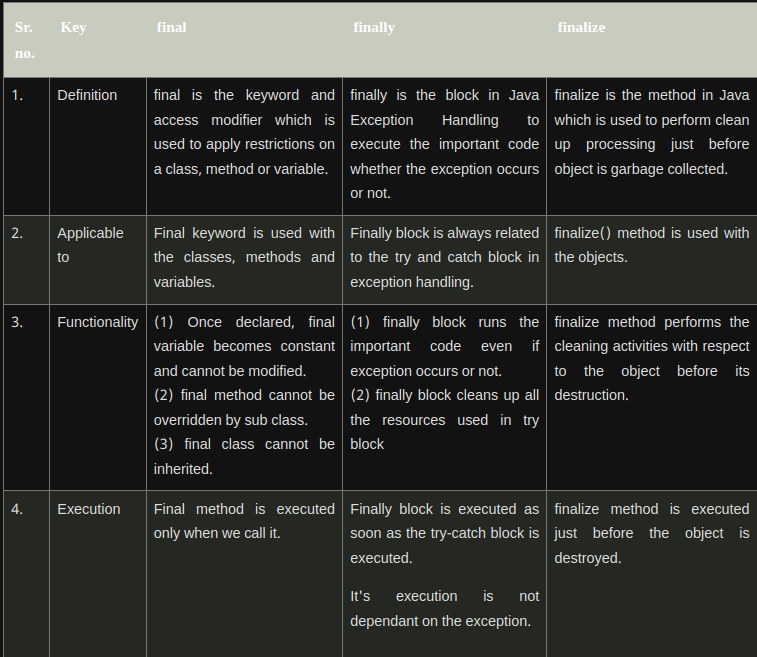 Sr. no.
Key
final
finally
finalize
1.
Definition
final is the keyword and
access modifier which is
used to apply restrictions on
a class, method or variable.
finally is the block in Java
Exception Handling to
execute the important code
whether the exception occurs
or not.
finalize is the method in Java
which is used to perform clean
up processing just before
object is garbage collected.
2.
Applicable
to
Final keyword is used with
the classes, methods and
variables.
Finally block is always related
to the try and catch block in
exception handling.
finalize() method is used with
the objects.
3.
Functionality
(1) Once declared, final
variable becomes constant
and cannot be modified.
(2) final method cannot be
overridden by sub class.
(3) final class cannot be
inherited.
(1) finally block runs the
important code even if
exception occurs or not.
(2) finally block cleans up all
the resources used in try
block
finalize method performs the
cleaning activities with respect
to the object before its
destruction.
4.
Execution
Final method is executed
only when we call it.
Finally block is executed as
soon as the try-catch block is
executed.
It's execution is not
dependant on the exception.
finalize method is executed
just before the object is
destroyed.